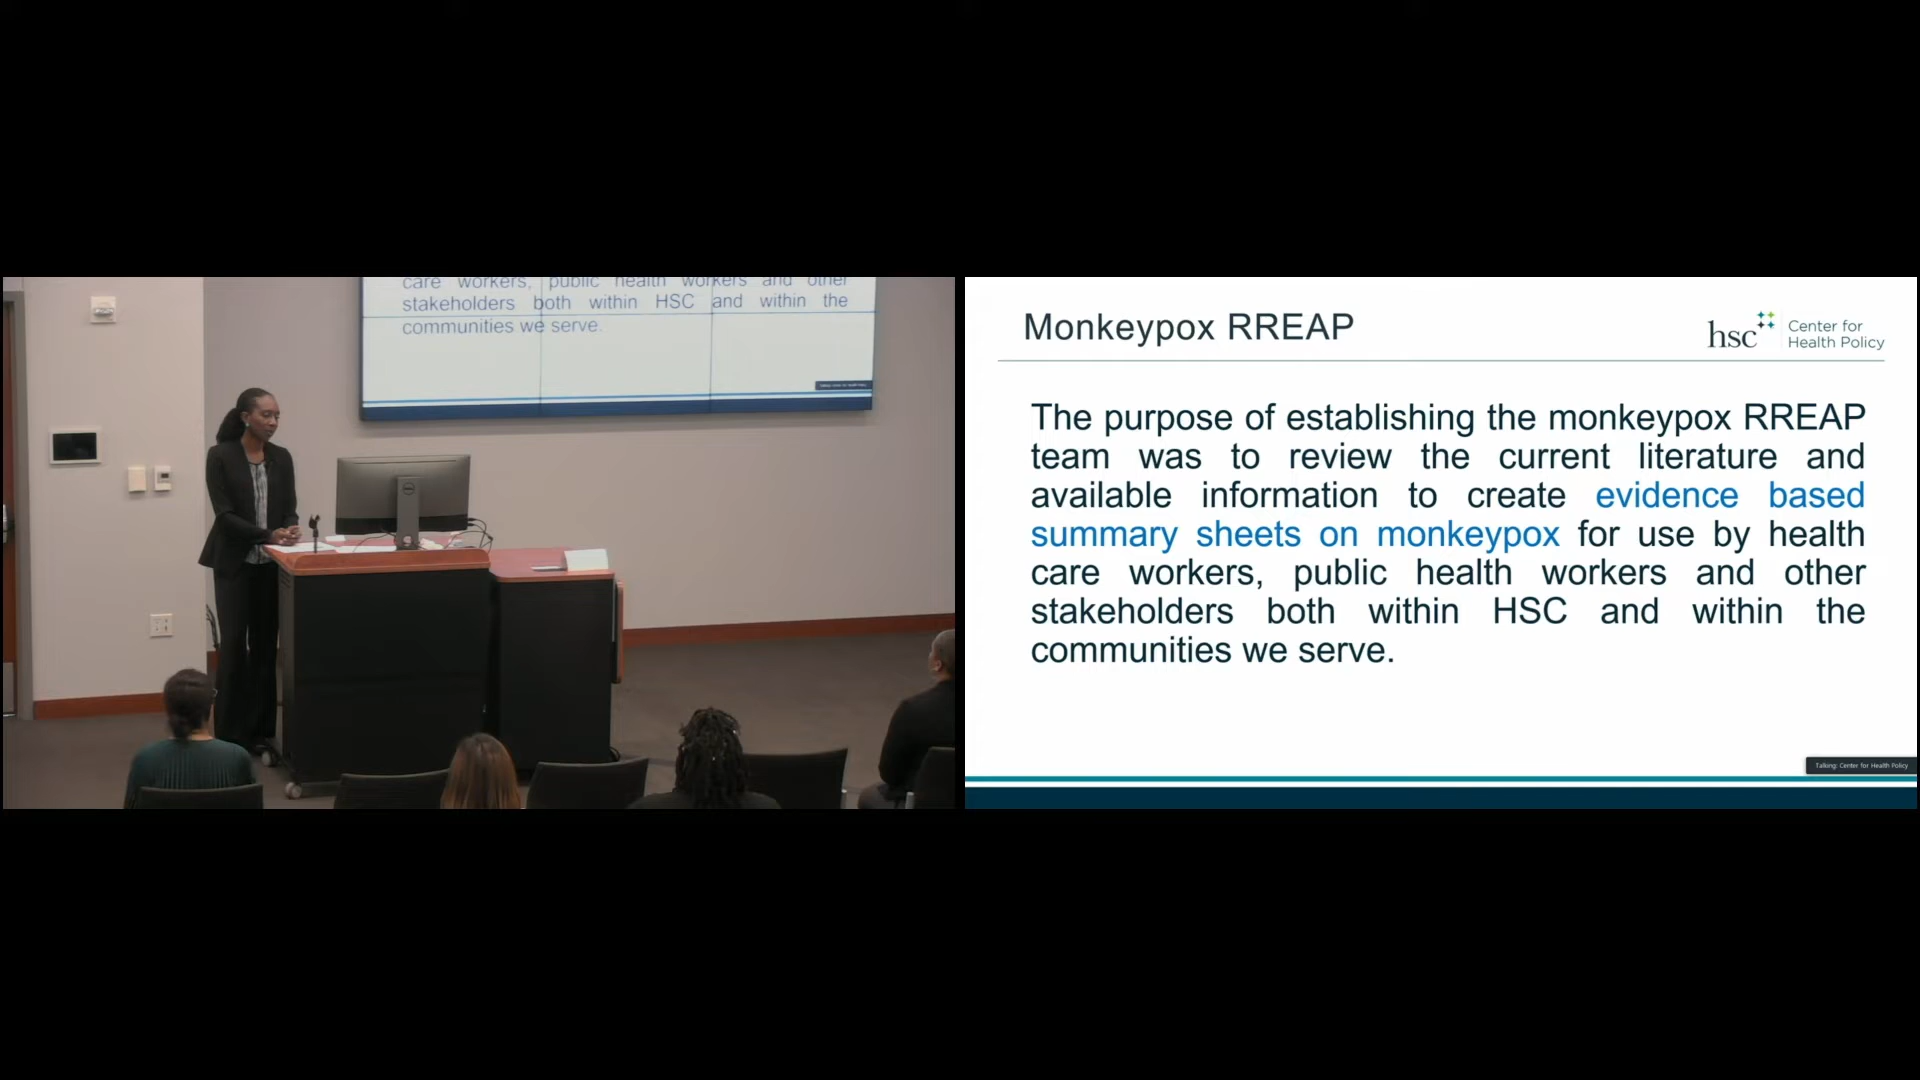 care workers, public health workers and other
stakeholders both within HSC and within the
communities we serve.
Monkeypox RREAP
hsc Center for
Health Policy
The purpose of establishing the monkeypox RREAP
team was to review the current literature and
available information to create evidence based
summary sheets on monkeypox for use by health
care workers, public health workers and other
stakeholders both within HSC and within the
communities we serve.
Talking: Center for Health Policy